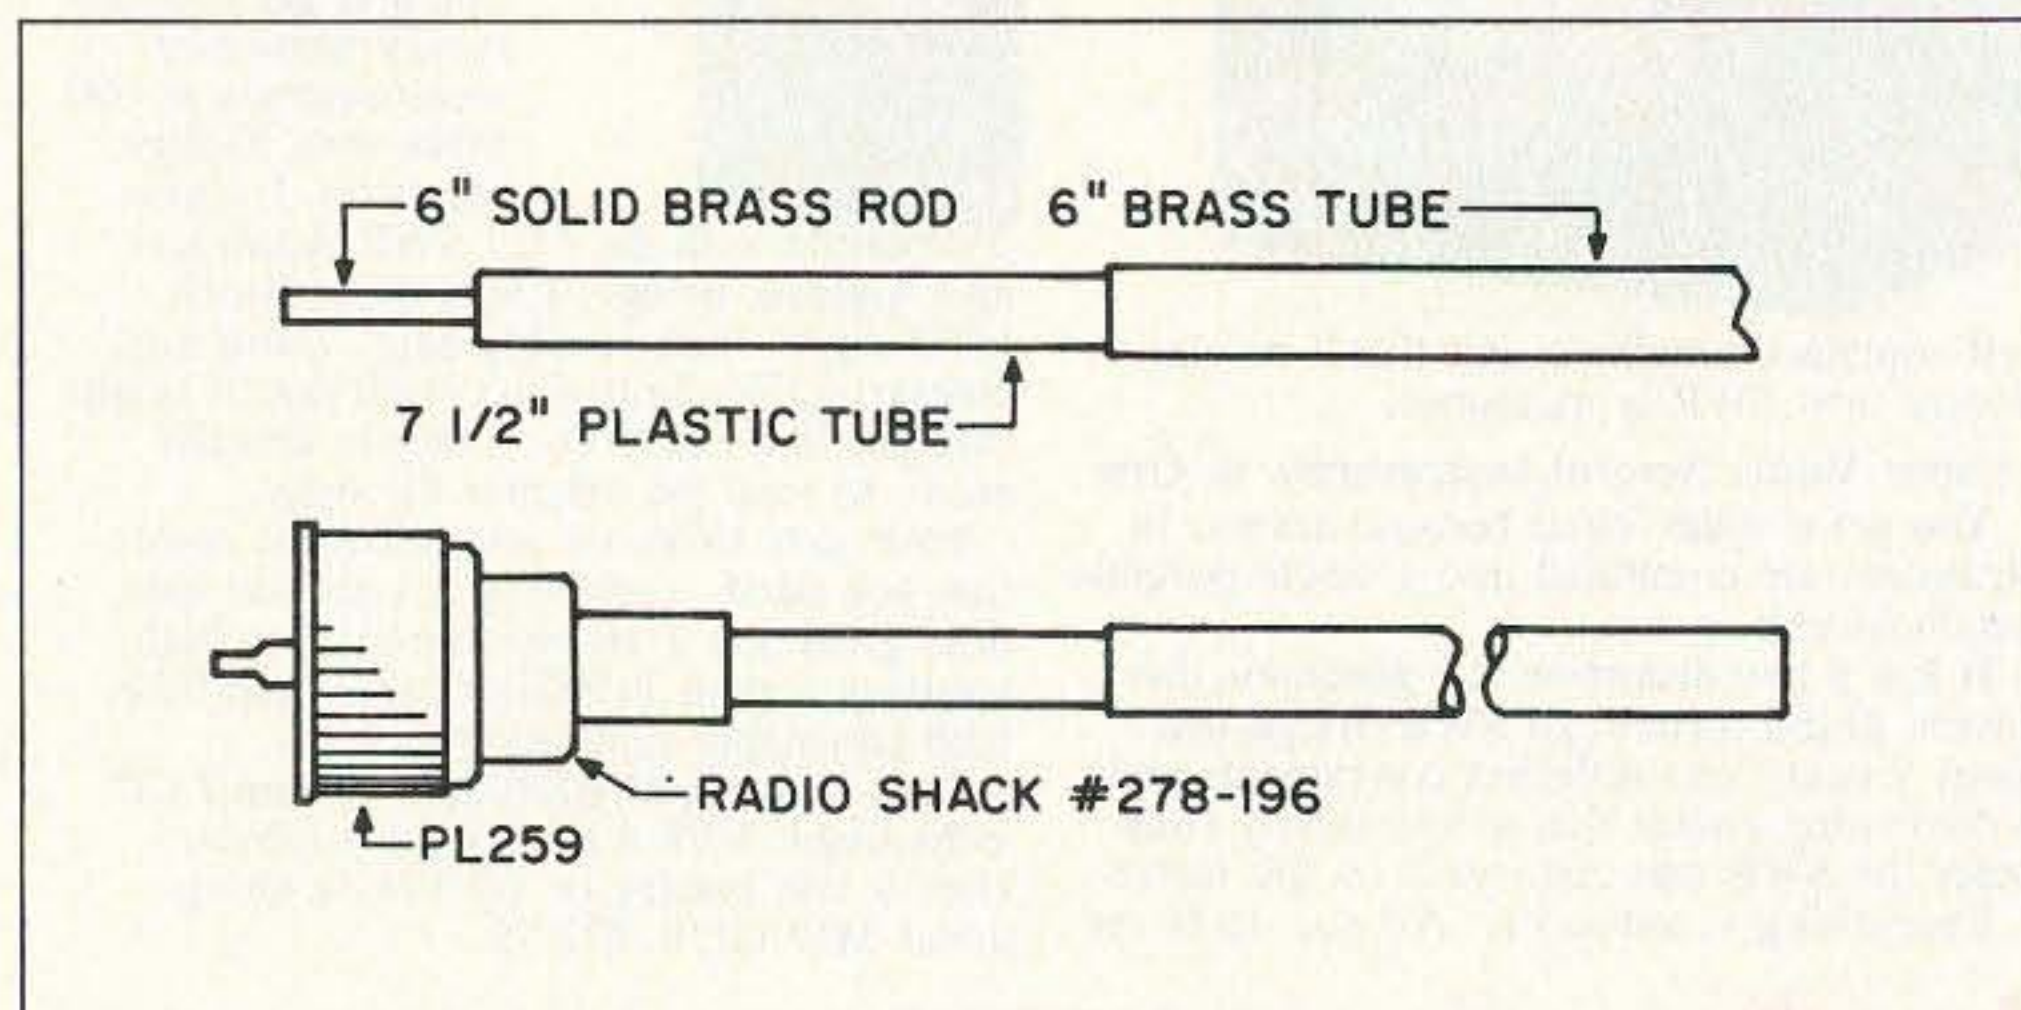 6" SOLID BRASS ROD
6" BRASS TUBE
7 1/2" PLASTIC TUBE
RADIO SHACK #278-196
PL259